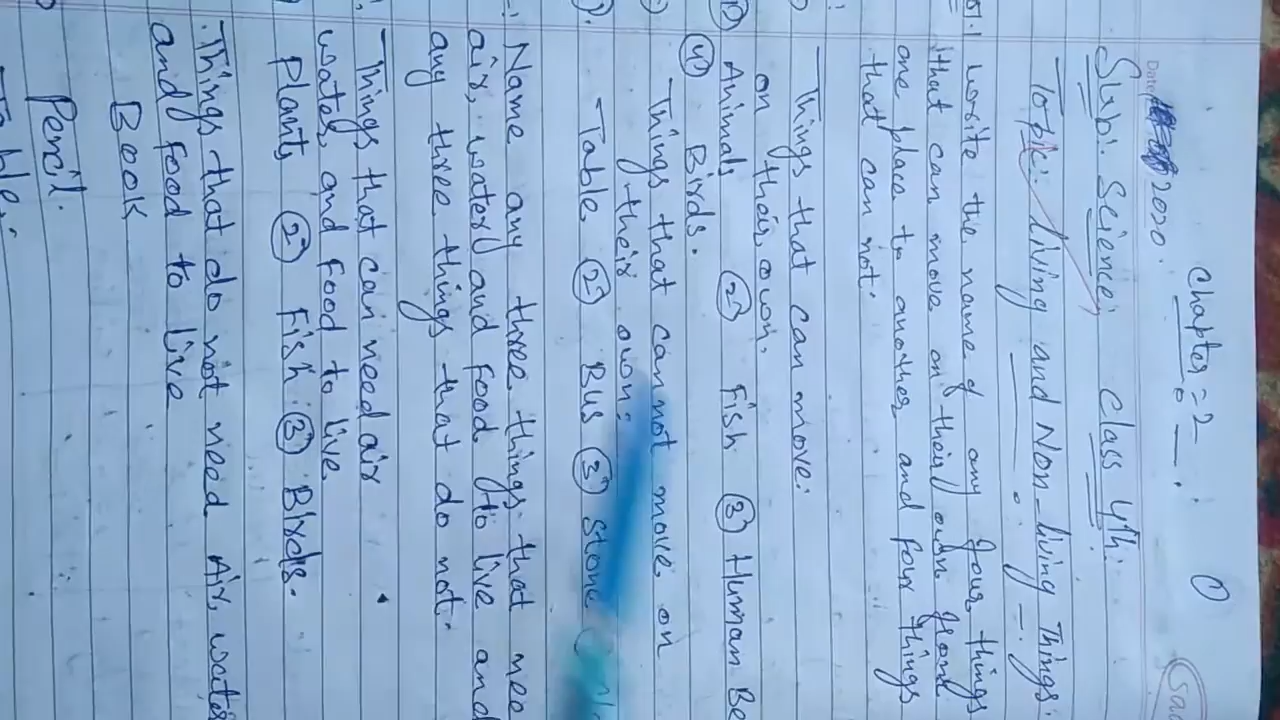 Chapter = 2
Date
2020.
Sub:. Science. Class 4th.
Topic:. Living and Non-living Things.
worite the name of any four things
that can move on their own from
one place to another and four things
that can not.
Things that can move.
on their own.
Animals ② Fish ③ Human Be
④ Birds.
Things that can not move on
their own.
Table ② Bus ③ Stone
Name any three things that nee
air, water, and food to live and
any three things that do not.
Things that can need air
water, and food to live.
Plants ② Fish ③ Birds.
Things that do not need Air, water
and food to live
Book
Pencil.